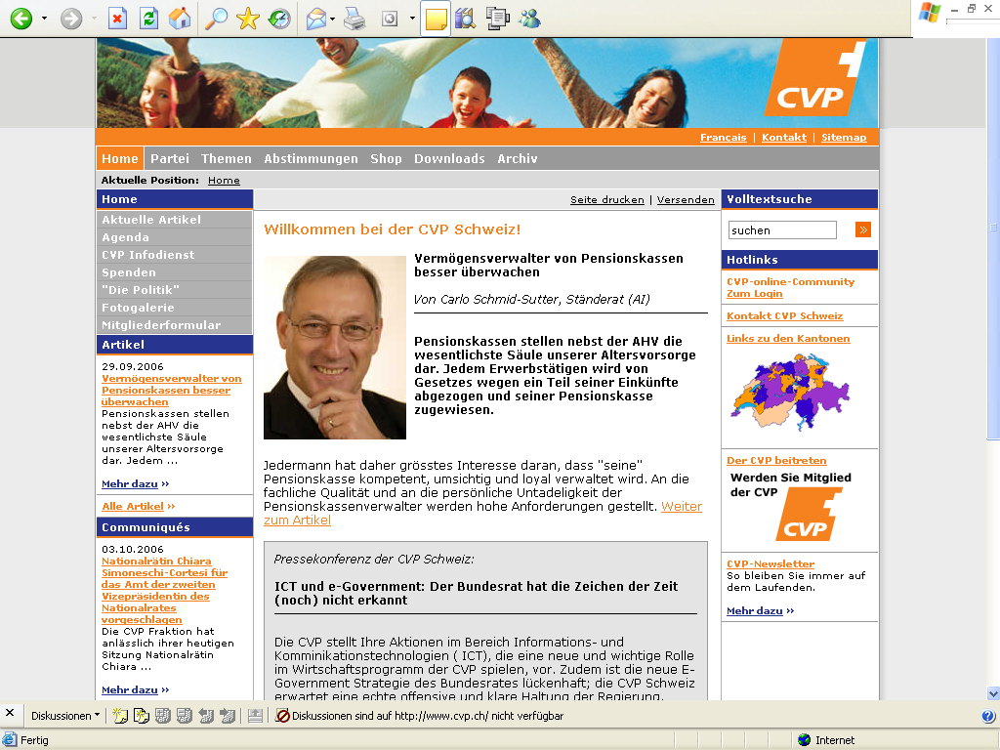 CVP
Français | Kontakt | Sitemap
Home Partei Themen Abstimmungen Shop Downloads Archiv
Aktuelle Position: Home
Home
Aktuelle Artikel
Agenda
CVP Infodienst
Spenden
"Die Politik"
Fotogalerie
Mitgliederformular
Artikel
29.09.2006
Vermögensverwalter von
Pensionskassen besser
überwachen
Pensionskassen stellen
nebst der AHV die
wesentlichste Säule
unserer Altersvorsorge
dar. Jedem ...
Mehr dazu »
Alle Artikel »
Communiqués
03.10.2006
Nationalrätin Chiara
Simoneschi-Cortesi für
das Amt der zweiten
Vizepräsidentin des
Nationalrates
vorgeschlagen
Die CVP Fraktion hat
anlässlich ihrer heutigen
Sitzung Nationalrätin
Chiara ...
Mehr dazu »
Seite drucken | Versenden
Willkommen bei der CVP Schweiz!
Vermögensverwalter von Pensionskassen
besser überwachen
Von Carlo Schmid-Sutter, Ständerat (AI)
Pensionskassen stellen nebst der AHV die
wesentlichste Säule unserer Altersvorsorge
dar. Jedem Erwerbstätigen wird von
Gesetzes wegen ein Teil seiner Einkünfte
abgezogen und seiner Pensionskasse
zugewiesen.
Jedermann hat daher grösstes Interesse daran, dass "seine"
Pensionskasse kompetent, umsichtig und loyal verwaltet wird. An die
fachliche Qualität und an die persönliche Untadeligkeit der
Pensionskassenverwalter werden hohe Anforderungen gestellt. Weiter
zum Artikel
Pressekonferenz der CVP Schweiz:
ICT und e-Government: Der Bundesrat hat die Zeichen der Zeit
(noch) nicht erkannt
Die CVP stellt Ihre Aktionen im Bereich Informations- und
Komminikationstechnologien ( ICT), die eine neue und wichtige Rolle
im Wirtschaftsprogramm der CVP spielen, vor. Zudem ist die neue E-
Government Strategie des Bundesrates lückenhaft; die CVP Schweiz
erwartet eine echte offensive und klare Haltung der Regierung.
Volltextsuche
suchen »
Hotlinks
CVP-online-Community
Zum Login
Kontakt CVP Schweiz
Links zu den Kantonen
Der CVP beitreten
Werden Sie Mitglied
der CVP
CVP
CVP-Newsletter
So bleiben Sie immer auf
dem Laufenden.
Mehr dazu »
Diskussionen Diskussionen sind auf http://www.cvp.ch/ nicht verfügbar
Fertig Internet